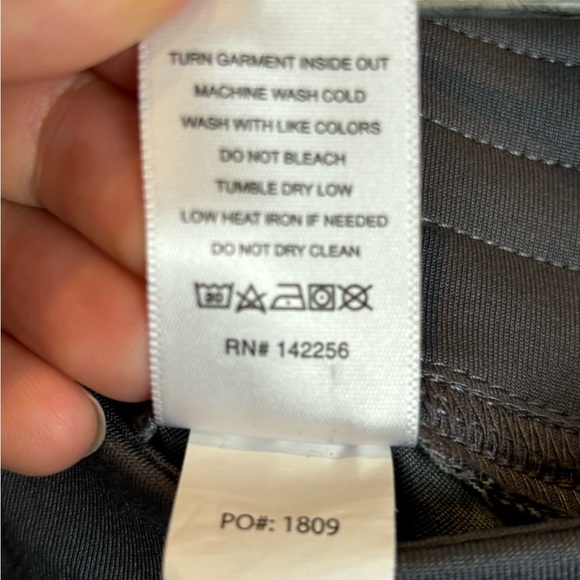 TURN GARMENT INSIDE OUT
MACHINE WASH COLD
WASH WITH LIKE COLORS
DO NOT BLEACH
TUMBLE DRY LOW
LOW HEAT IRON IF NEEDED
DO NOT DRY CLEAN
30
RN# 142256
PO#: 1809